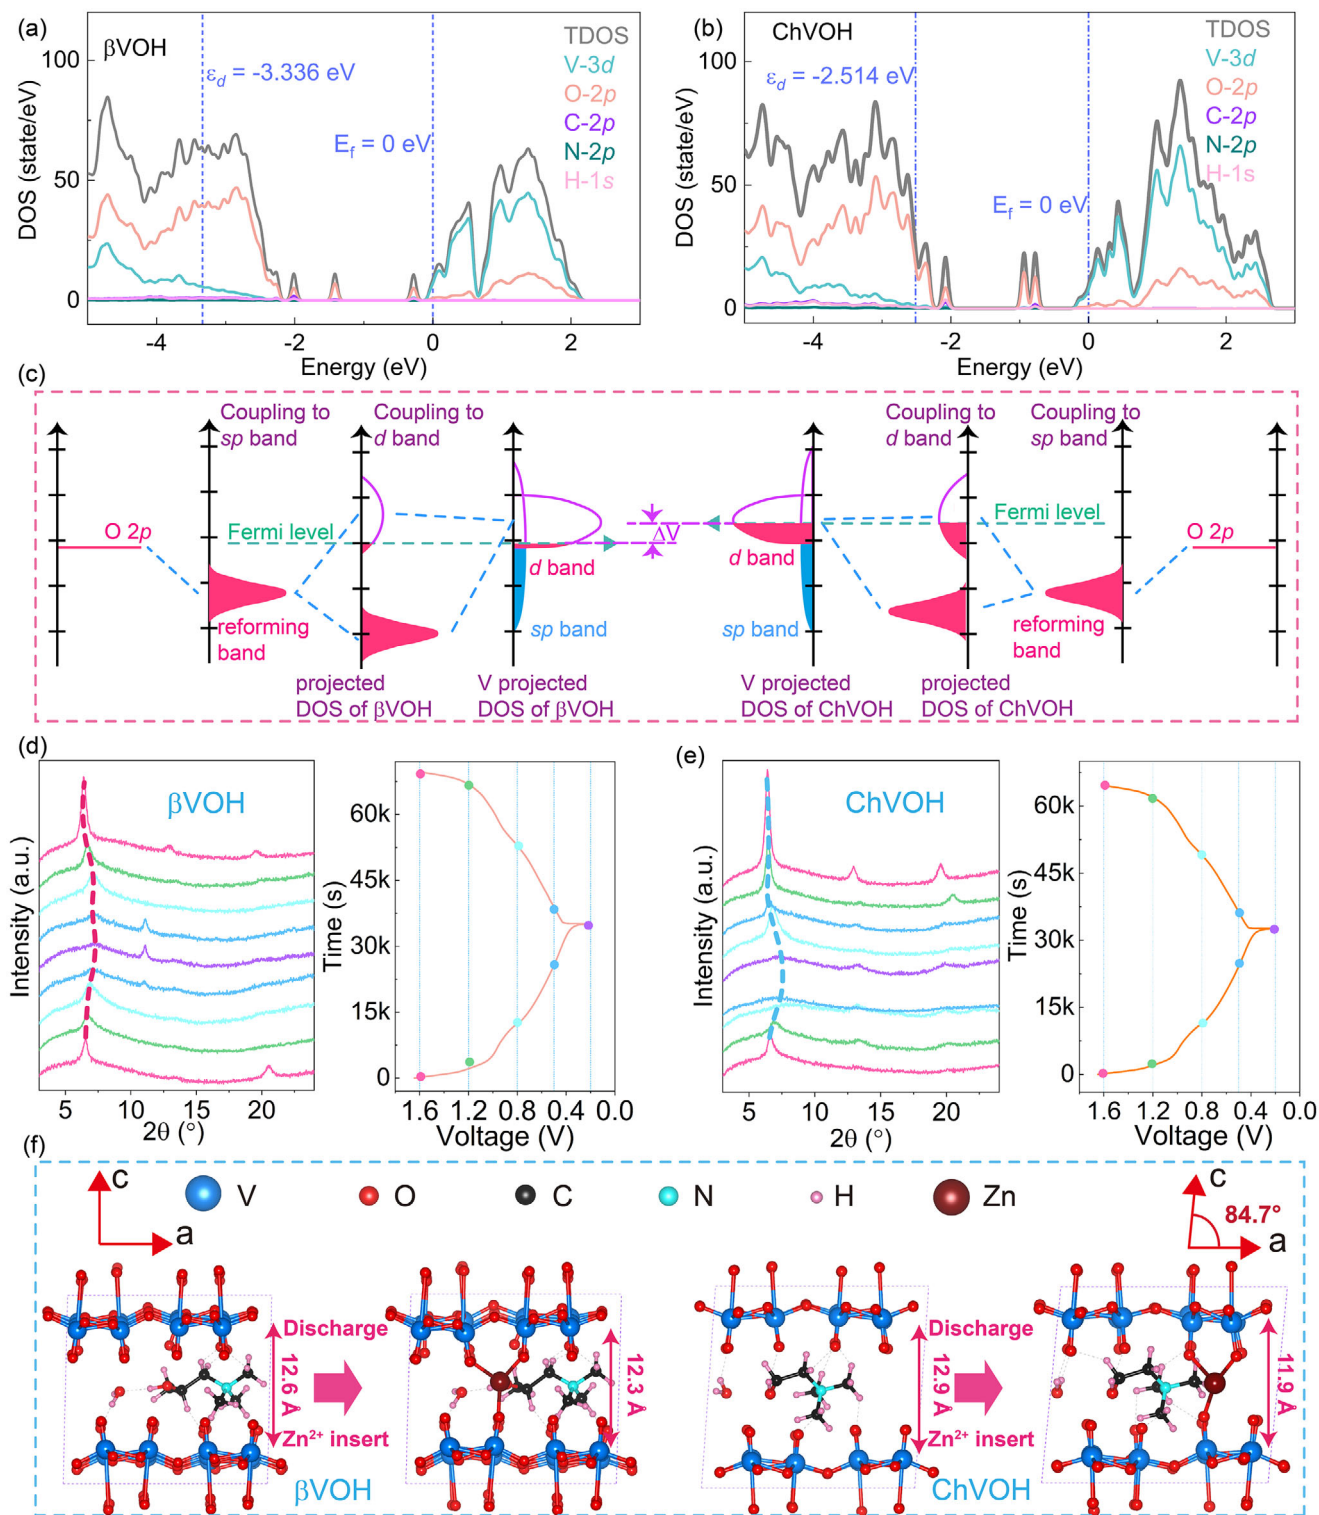 (a)
βVOH
TDOS
V-3d
O-2p
C-2p
N-2p
H-1s
εd = -3.336 eV
Ef = 0 eV
DOS (state/eV)
100
50
0
-4
-2
0
2
Energy (eV)
(b)
ChVOH
TDOS
V-3d
O-2p
C-2p
N-2p
H-1s
εd = -2.514 eV
Ef = 0 eV
DOS (state/eV)
100
50
0
-4
-2
0
2
Energy (eV)
(c)
Coupling to
sp band
Coupling to
d band
Coupling to
d band
Coupling to
sp band
O 2p
Fermi level
ΔV
Fermi level
O 2p
d band
d band
reforming
band
sp band
sp band
reforming
band
projected
DOS of βVOH
V projected
DOS of βVOH
V projected
DOS of ChVOH
projected
DOS of ChVOH
(d)
βVOH
Intensity (a.u.)
5
10
15
20
2θ (°)
Time (s)
60k
45k
30k
15k
0
1.6
1.2
0.8
0.4
0.0
Voltage (V)
(e)
ChVOH
Intensity (a.u.)
5
10
15
20
2θ (°)
Time (s)
60k
45k
30k
15k
0
1.6
1.2
0.8
0.4
0.0
Voltage (V)
(f)
c
a
V
O
C
N
H
Zn
c
84.7°
a
Discharge
12.6 Å
Zn²⁺ insert
12.3 Å
βVOH
Discharge
12.9 Å
Zn²⁺ insert
11.9 Å
ChVOH